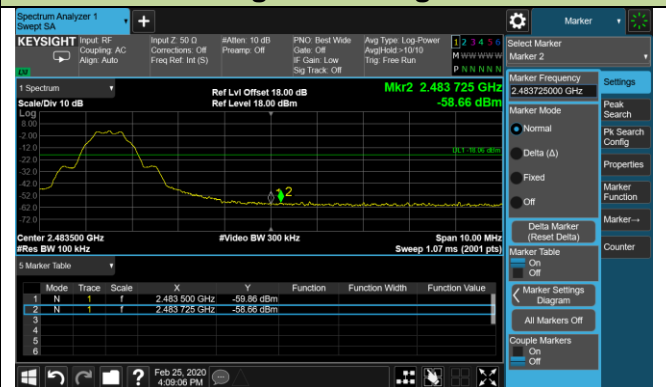 Spectrum Analyzer 1
Swept SA
Marker
KEYSIGHT
Input: RF
Coupling: AC
Align: Auto
Input Z: 50 Ω
Corrections: Off
Freq Ref: Int (S)
#Atten: 10 dB
Preamp: Off
PNO: Best Wide
Gate: Off
IF Gain: Low
Sig Track: Off
Avg Type: Log-Power
Avg|Hold:>10/10
Trig: Free Run
1 2 3 4 5 6
M W W W W W
P N N N N N
Select Marker
Marker 2
LXI
1 Spectrum
Scale/Div 10 dB
Ref Lvl Offset 18.00 dB
Ref Level 18.00 dBm
Mkr2 2.483 725 GHz
-58.66 dBm
Log
8.00
-2.00
-12.0
-22.0
-32.0
-42.0
-52.0
-62.0
-72.0
DL1 -18.06 dBm
1
2
Center 2.483500 GHz
#Res BW 100 kHz
#Video BW 300 kHz
Span 10.00 MHz
Sweep 1.07 ms (2001 pts)
5 Marker Table
Mode Trace Scale X Y Function Function Width Function Value
1 N 1 f 2.483 500 GHz -59.86 dBm
2 N 1 f 2.483 725 GHz -58.66 dBm
3
4
5
6
Marker Frequency
2.483725000 GHz
Marker Mode
Normal
Delta (Δ)
Fixed
Off
Delta Marker
(Reset Delta)
Marker Table
On
Off
Marker Settings
Diagram
All Markers Off
Couple Markers
On
Off
Settings
Peak
Search
Pk Search
Config
Properties
Marker
Function
Marker→
Counter
Feb 25, 2020
4:09:06 PM